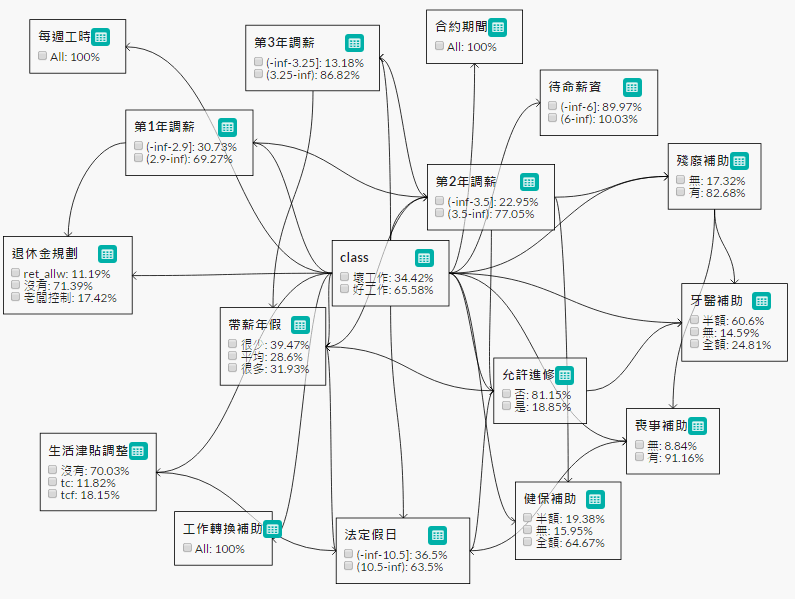 每週工時
All: 100%
第3年調薪
(-inf-3.25]: 13.18%
(3.25-inf): 86.82%
合約期間
All: 100%
待命薪資
(-inf-6]: 89.97%
(6-inf): 10.03%
第1年調薪
(-inf-2.9]: 30.73%
(2.9-inf): 69.27%
第2年調薪
(-inf-3.5]: 22.95%
(3.5-inf): 77.05%
殘廢補助
無: 17.32%
有: 82.68%
退休金規劃
ret_allw: 11.19%
沒有: 71.39%
老闆控制: 17.42%
class
壞工作: 34.42%
好工作: 65.58%
牙醫補助
半額: 60.6%
無: 14.59%
全額: 24.81%
帶薪年假
很少: 39.47%
平均: 28.6%
很多: 31.93%
允許進修
否: 81.15%
是: 18.85%
喪事補助
無: 8.84%
有: 91.16%
生活津貼調整
沒有: 70.03%
tc: 11.82%
tcf: 18.15%
健保補助
半額: 19.38%
無: 15.95%
全額: 64.67%
工作轉換補助
All: 100%
法定假日
(-inf-10.5]: 36.5%
(10.5-inf): 63.5%